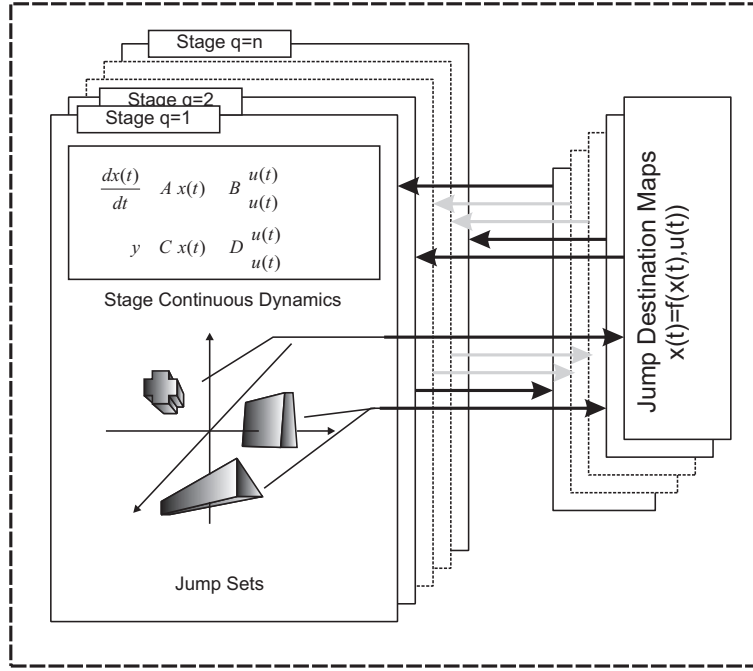 Stage q=n
Stage q=2
Stage q=1
dx(t)
dt
A x(t) B u(t)
u(t)
y C x(t) D u(t)
u(t)
Stage Continuous Dynamics
Jump Sets
Jump Destination Maps
x(t)=f(x(t),u(t))